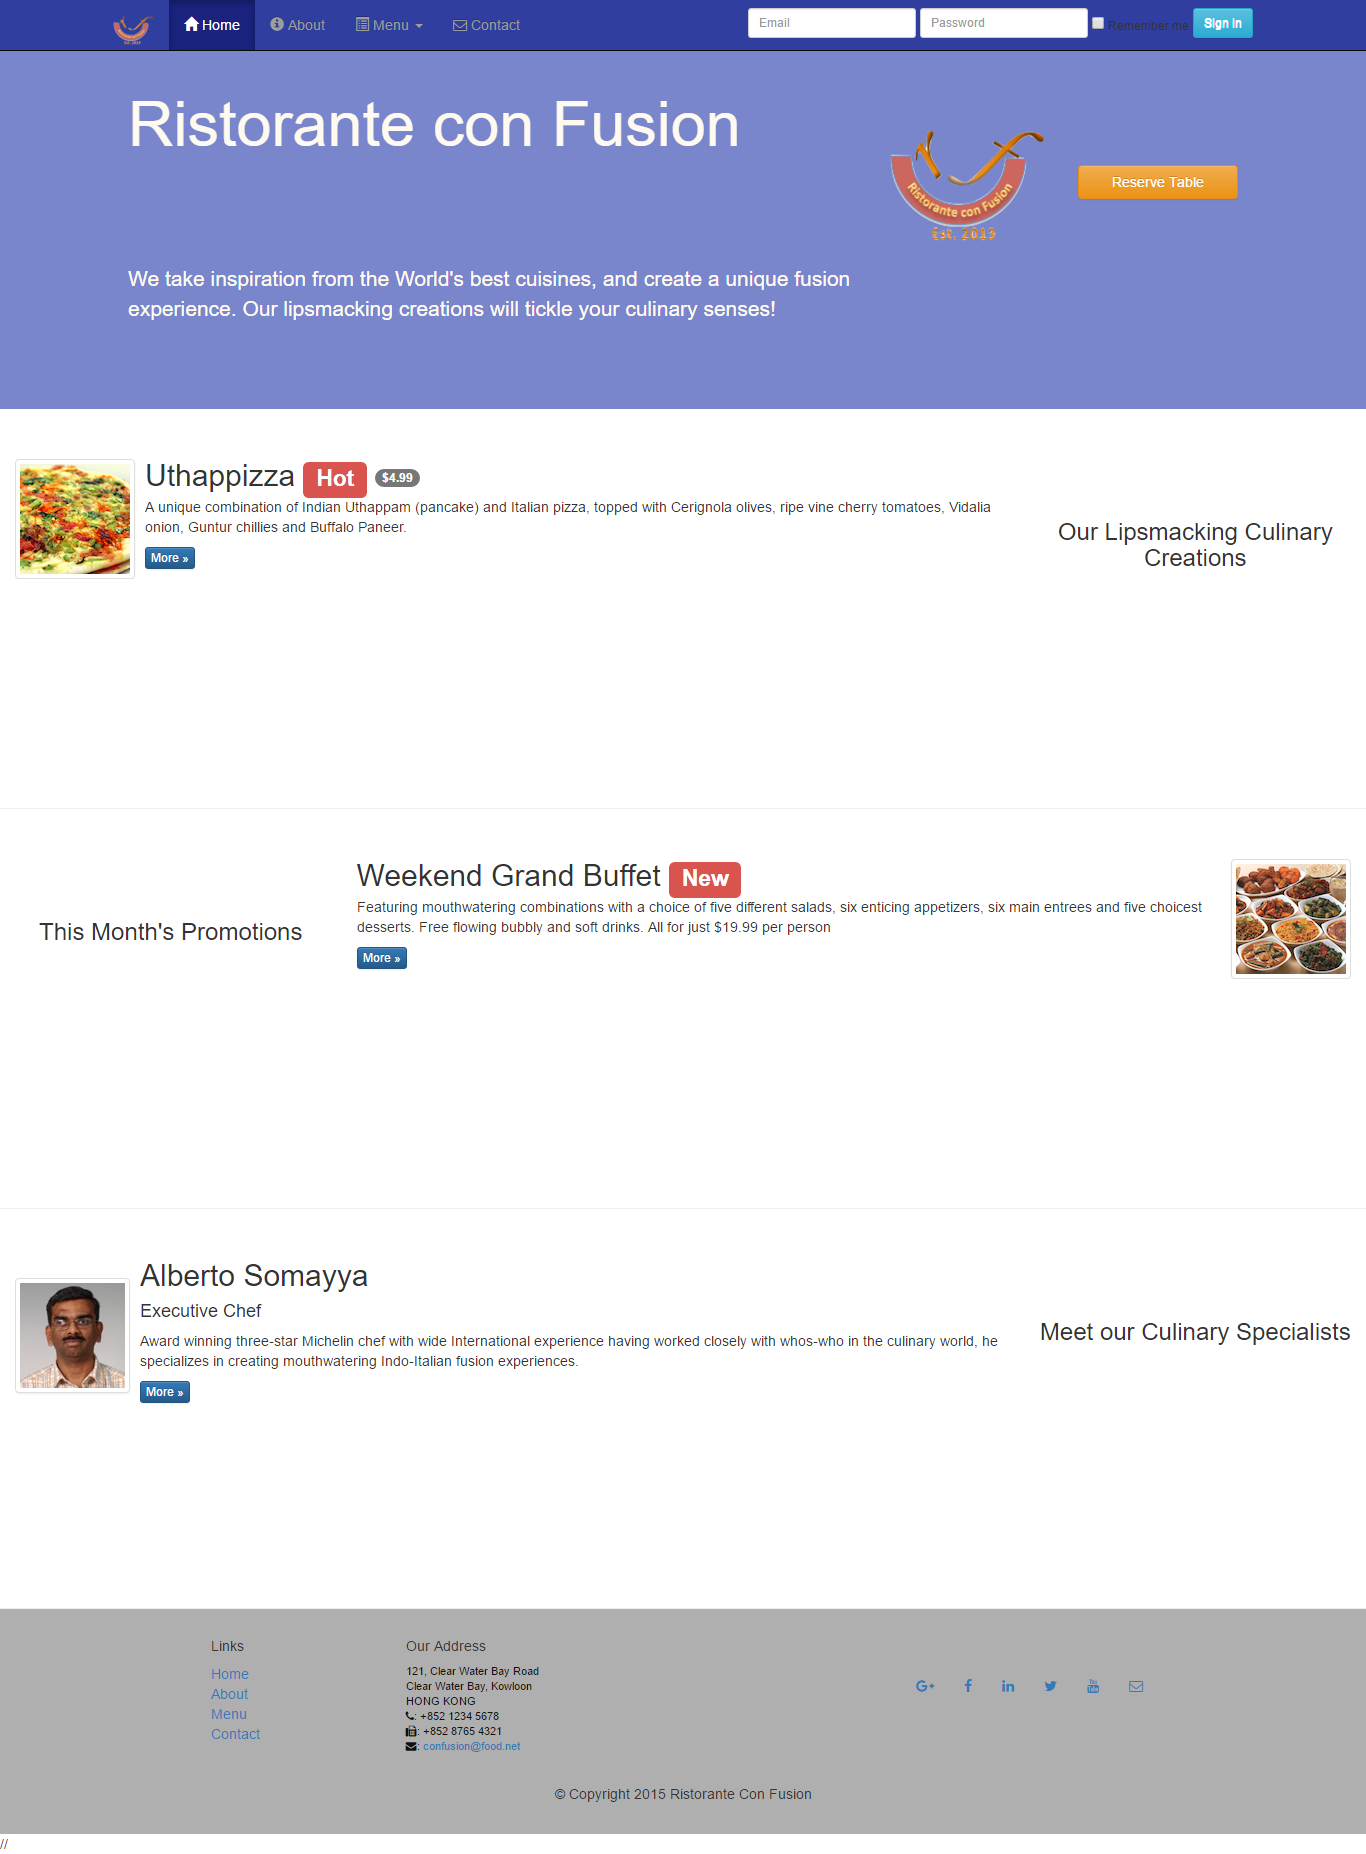 Est. 2013
Home
About
Menu
Contact
Email
Password
Remember me
Sign in
Ristorante con Fusion
Ristorante con Fusion
Est. 2013
Reserve Table
We take inspiration from the World's best cuisines, and create a unique fusion
experience. Our lipsmacking creations will tickle your culinary senses!
Uthappizza Hot $4.99
A unique combination of Indian Uthappam (pancake) and Italian pizza, topped with Cerignola olives, ripe vine cherry tomatoes, Vidalia
onion, Guntur chillies and Buffalo Paneer.
More »
Our Lipsmacking Culinary
Creations
This Month's Promotions
Weekend Grand Buffet New
Featuring mouthwatering combinations with a choice of five different salads, six enticing appetizers, six main entrees and five choicest
desserts. Free flowing bubbly and soft drinks. All for just $19.99 per person
More »
Alberto Somayya
Executive Chef
Award winning three-star Michelin chef with wide International experience having worked closely with whos-who in the culinary world, he
specializes in creating mouthwatering Indo-Italian fusion experiences.
More »
Meet our Culinary Specialists
Links
Home
About
Menu
Contact
Our Address
121, Clear Water Bay Road
Clear Water Bay, Kowloon
HONG KONG
: +852 1234 5678
: +852 8765 4321
: confusion@food.net
© Copyright 2015 Ristorante Con Fusion
//